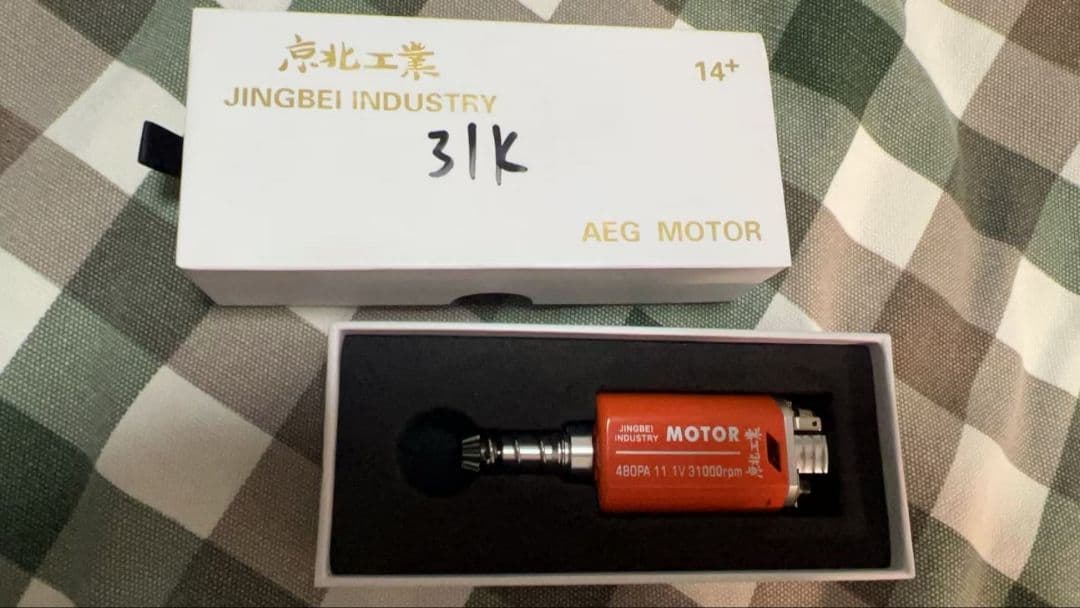 京北工業
JINGBEI INDUSTRY
14+
31K
AEG MOTOR
JINGBEI
INDUSTRY
MOTOR
480PA 11.1V 31000rpm
京北工業